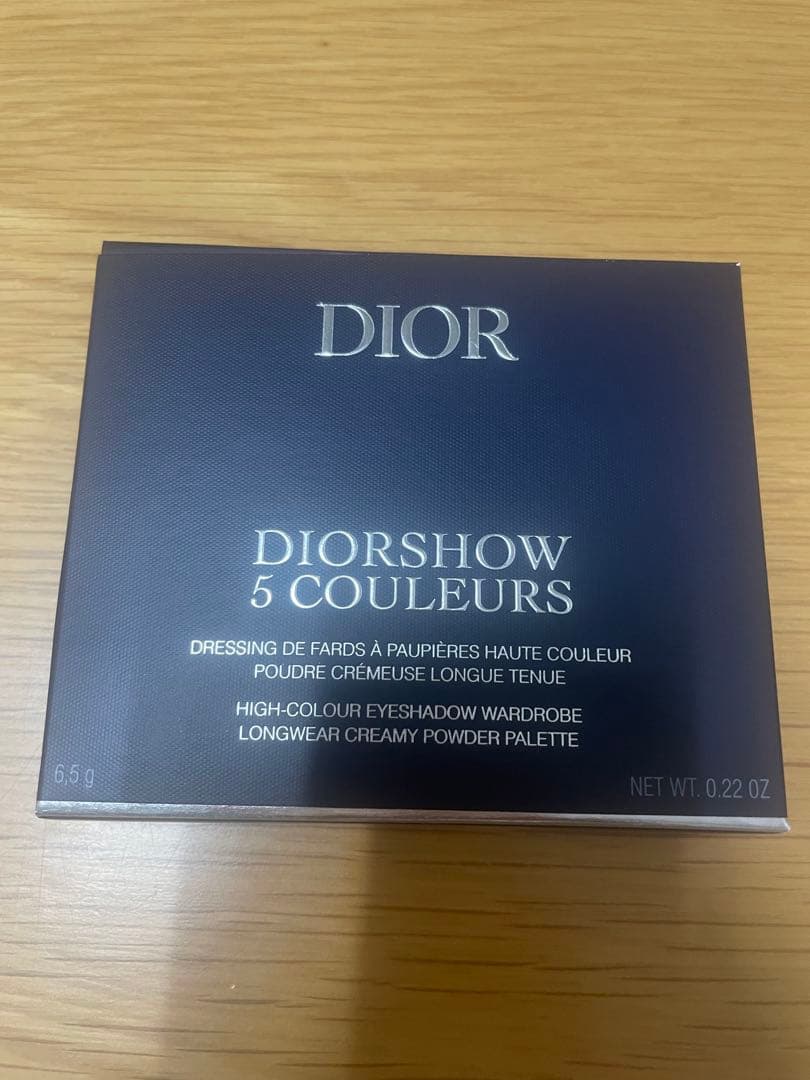 DIOR
DIORSHOW
5 COULEURS
DRESSING DE FARDS À PAUPIÈRES HAUTE COULEUR
POUDRE CRÉMEUSE LONGUE TENUE
HIGH-COLOUR EYESHADOW WARDROBE
LONGWEAR CREAMY POWDER PALETTE
6,5 g
NET WT. 0.22 OZ